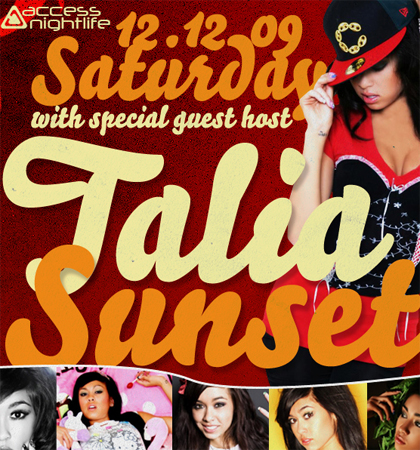 access
nightlife
12.12.09
Saturday
with special guest host
Talia
Sunset